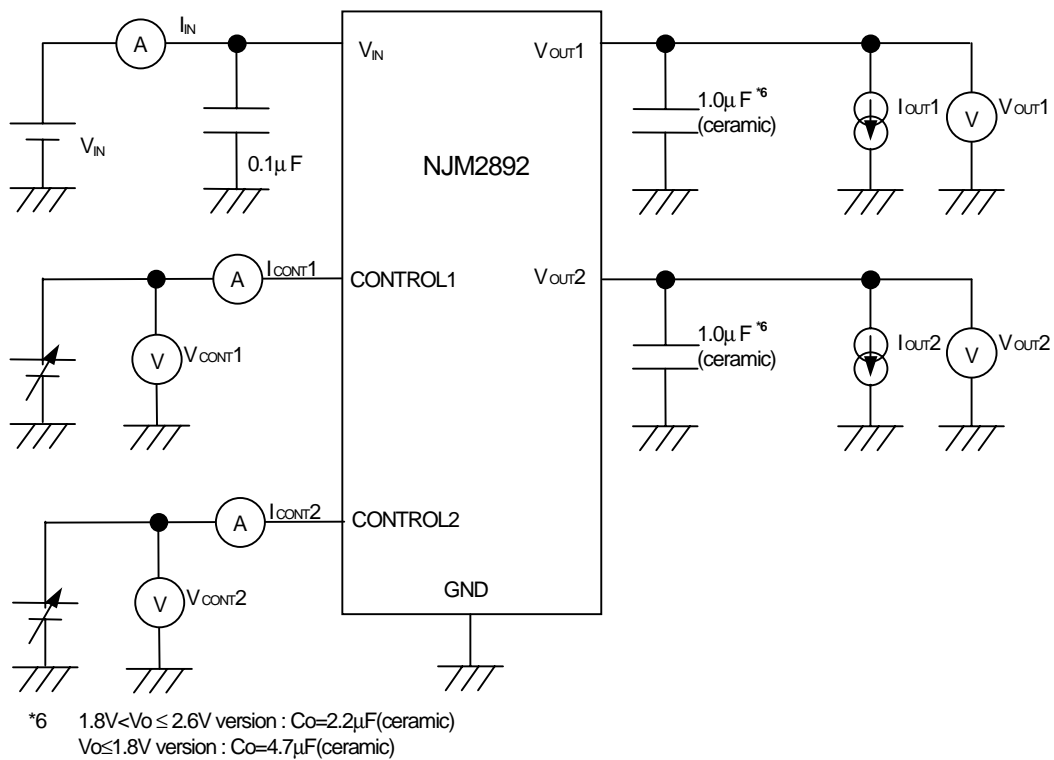 A
IIN
VIN
VIN
0.1μF
NJM2892
VOUT1
1.0μF *6
(ceramic)
IOUT1
V
VOUT1
A
ICONT1
CONTROL1
V
VCONT1
VOUT2
1.0μF *6
(ceramic)
IOUT2
V
VOUT2
A
ICONT2
CONTROL2
V
VCONT2
GND
*6 1.8V<Vo ≤ 2.6V version : Co=2.2μF(ceramic)
Vo≤1.8V version : Co=4.7μF(ceramic)